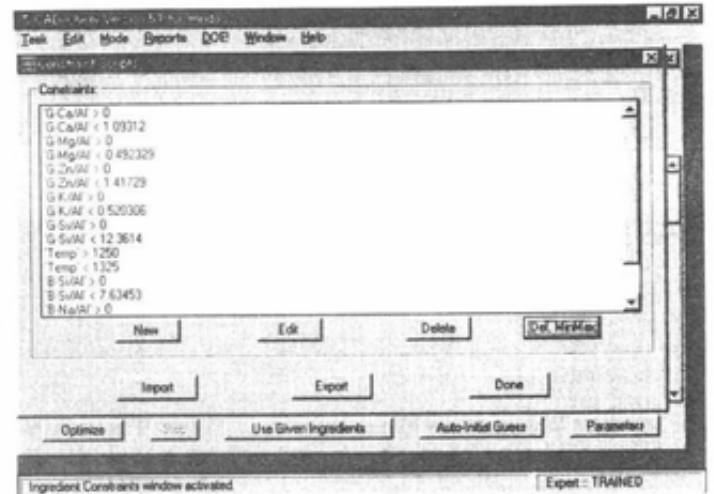 Task Edit Mode Reports DOE Window Help
Constraint Scripts
Constraints:
'G-Ca/Al' > 0
'G-Ca/Al' < 1.09312
'G-Mg/Al' > 0
'G-Mg/Al' < 0.492329
'G-Zn/Al' > 0
'G-Zn/Al' < 1.41729
'G-K/Al' > 0
'G-K/Al' < 0.520306
'G-Si/Al' > 0
'G-Si/Al' < 12.3614
'Temp' > 1250
'Temp' < 1325
'B-Si/Al' > 0
'B-Si/Al' < 7.63453
'B-Na/Al' > 0
New Edit Delete Def. MinMax
Import Export Done
Optimize Stop Use Given Ingredients Auto-Initial Guess Parameters
Ingredient Constraints window activated Expert :: TRAINED